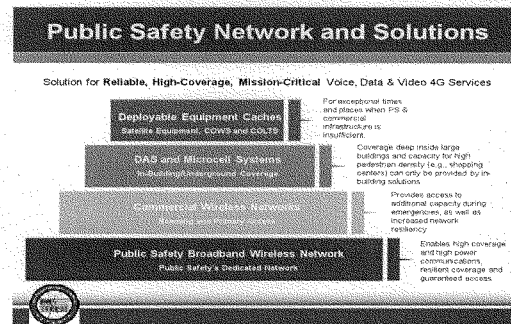 Public Safety Network and Solutions
Solution for Reliable, High-Coverage, Mission-Critical Voice, Data & Video 4G Services
Deployable Equipment Caches
Satellite Equipment, COWS and COLTS
For exceptional times
and places when PS &
commercial
infrastructure is
insufficient.
DAS and Microcell Systems
In-Building/Underground Coverage
Coverage deep inside large
buildings and capacity for high
pedestrian density (e.g., shopping
centers) can only be provided by in-
building solutions
Commercial Wireless Networks
Provides access to
additional capacity during
emergencies, as well as
increased network
resiliency
Public Safety Broadband Wireless Network
Public Safety's Dedicated Network
Enables high coverage
and high power
communications,
resilient coverage and
guaranteed access